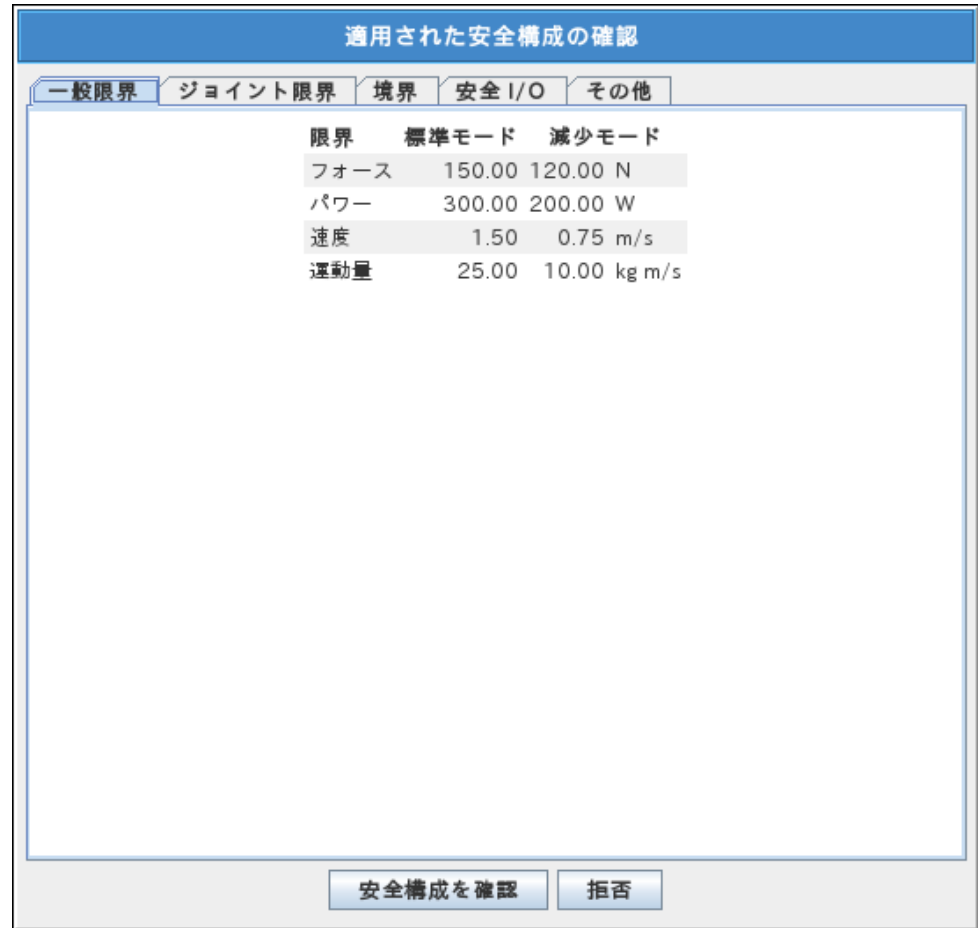 適用された安全構成の確認
一般限界 ジョイント限界 境界 安全 I/O その他
限界 標準モード 減少モード
フォース 150.00 120.00 N
パワー 300.00 200.00 W
速度 1.50 0.75 m/s
運動量 25.00 10.00 kg m/s
安全構成を確認 拒否